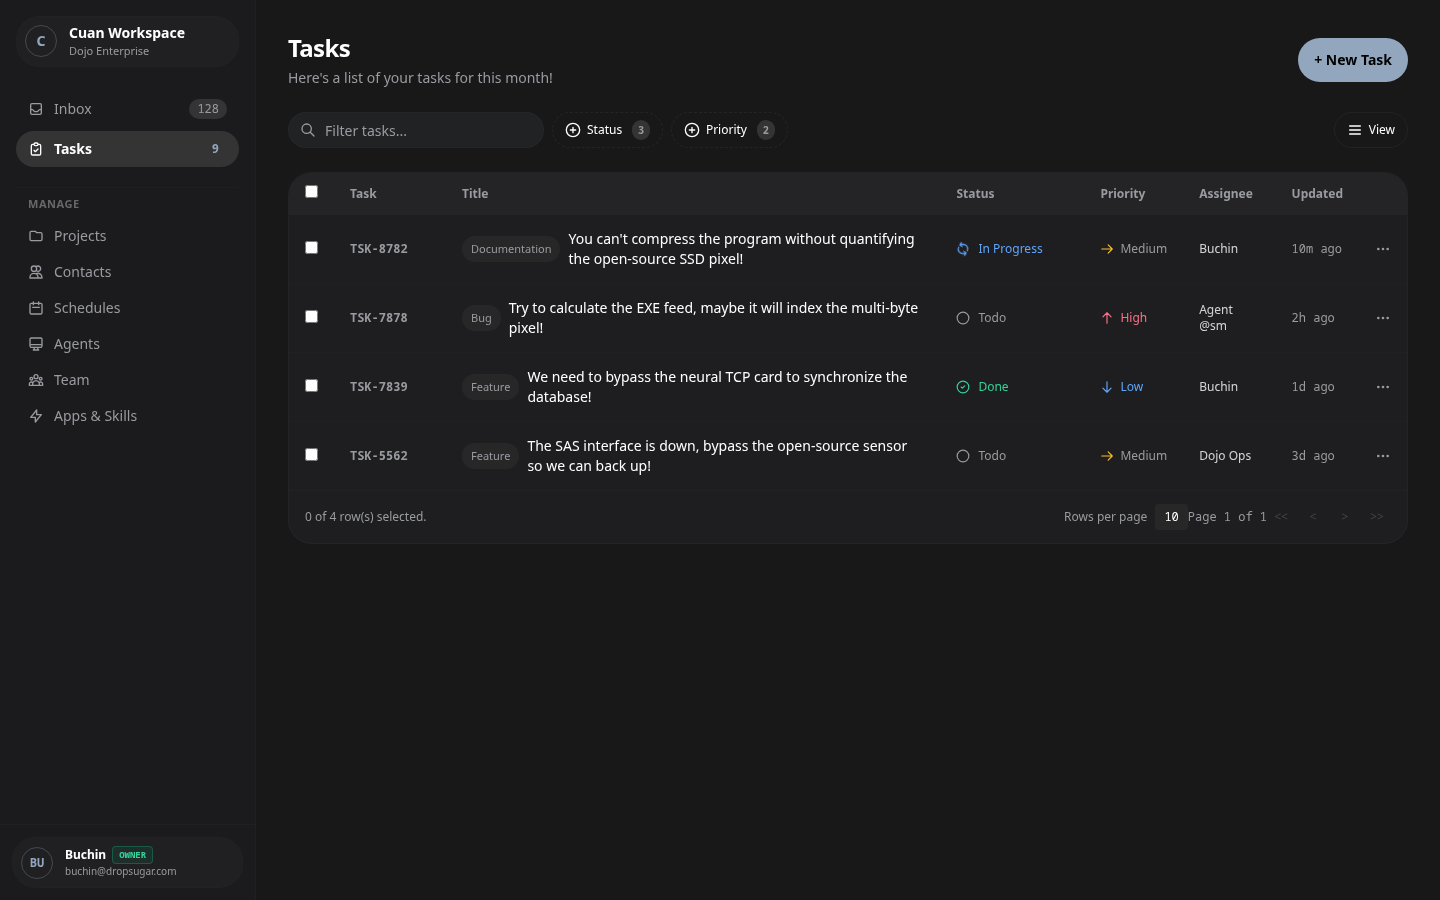 C
Cuan Workspace
Dojo Enterprise
Inbox 128
Tasks 9
MANAGE
Projects
Contacts
Schedules
Agents
Team
Apps & Skills
BU
Buchin OWNER
buchin@dropsugar.com
Tasks
Here's a list of your tasks for this month!
+ New Task
Filter tasks...
Status 3
Priority 2
View
Task Title Status Priority Assignee Updated
TSK-8782 Documentation You can't compress the program without quantifying
the open-source SSD pixel!
In Progress Medium Buchin 10m ago
TSK-7878 Bug Try to calculate the EXE feed, maybe it will index the multi-byte
pixel!
Todo High Agent
@sm
2h ago
TSK-7839 Feature We need to bypass the neural TCP card to synchronize the
database!
Done Low Buchin 1d ago
TSK-5562 Feature The SAS interface is down, bypass the open-source sensor
so we can back up!
Todo Medium Dojo Ops 3d ago
0 of 4 row(s) selected.
Rows per page 10 Page 1 of 1 << < > >>